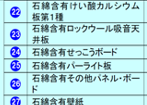 22 石綿含有けい酸カルシウム
板第1種
23 石綿含有ロックウール吸音天
井板
24 石綿含有せっこうボード
25 石綿含有パーライト板
26 石綿含有その他パネル・ボー
ド
27 石綿含有壁紙